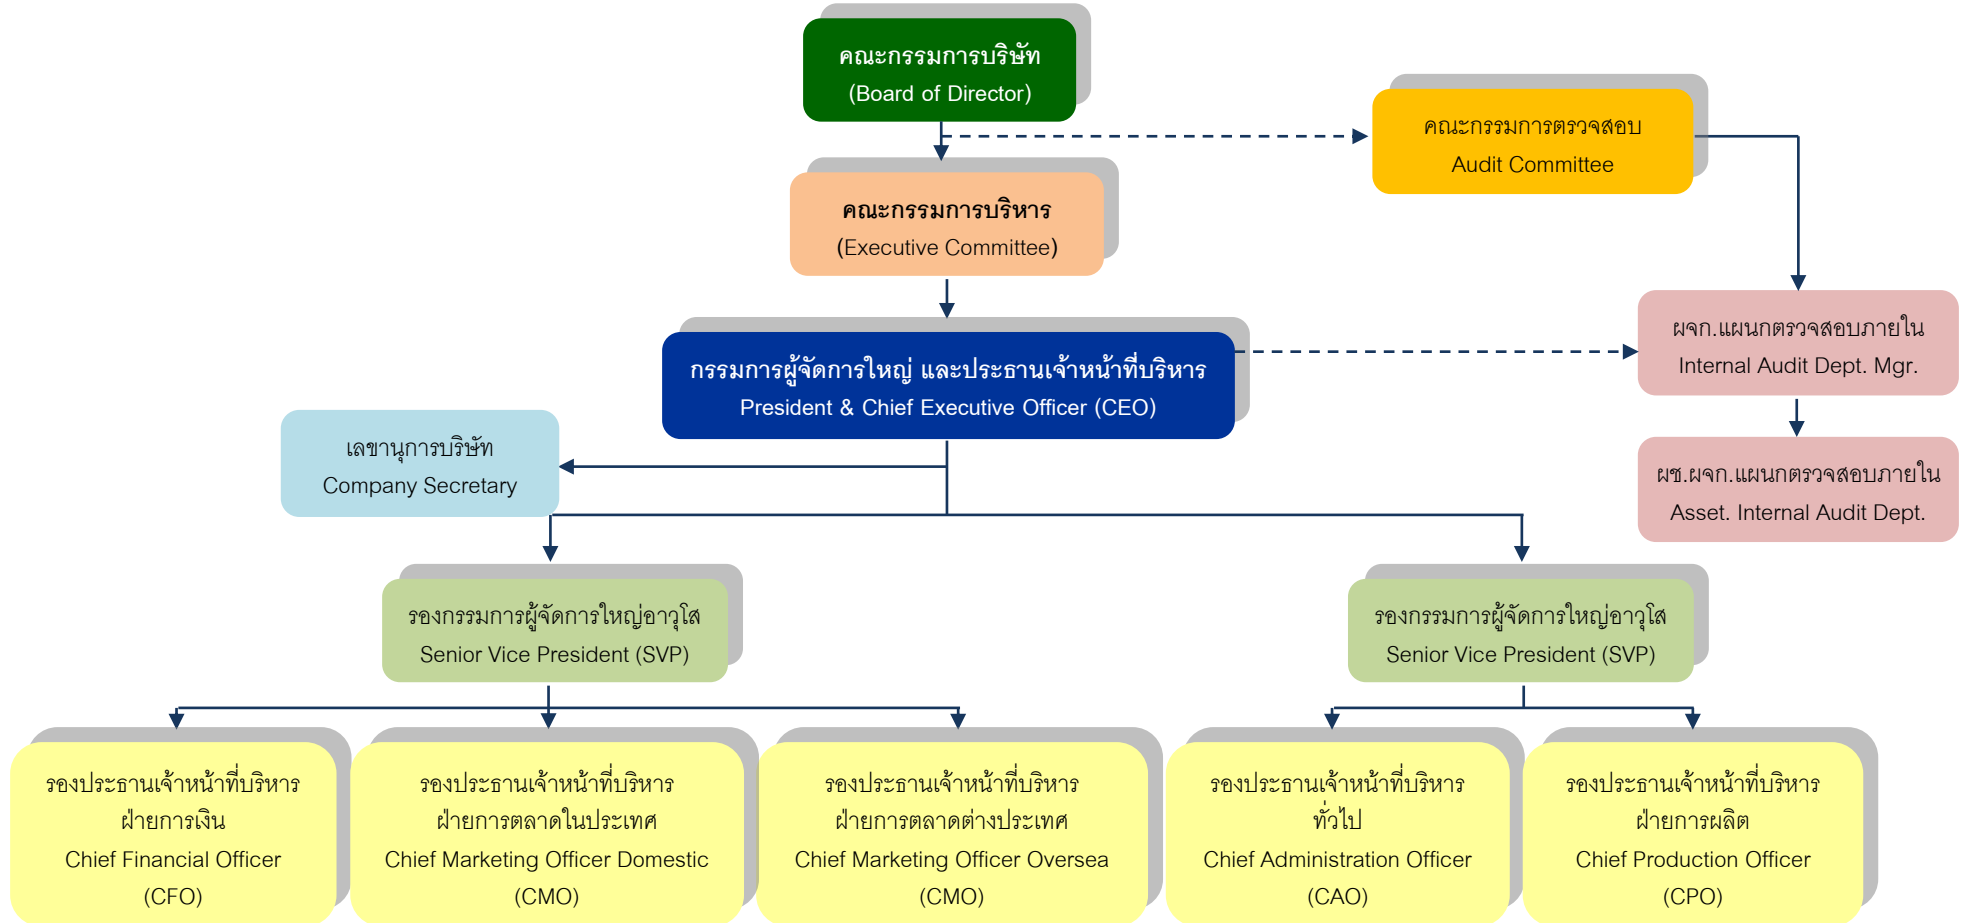 คณะกรรมการบริษัท
(Board of Director)
คณะกรรมการตรวจสอบ
Audit Committee
คณะกรรมการบริหาร
(Executive Committee)
ผจก.แผนกตรวจสอบภายใน
Internal Audit Dept. Mgr.
กรรมการผู้จัดการใหญ่ และประธานเจ้าหน้าที่บริหาร
President & Chief Executive Officer (CEO)
เลขานุการบริษัท
Company Secretary
ผช.ผจก.แผนกตรวจสอบภายใน
Asset. Internal Audit Dept.
รองกรรมการผู้จัดการใหญ่อาวุโส
Senior Vice President (SVP)
รองกรรมการผู้จัดการใหญ่อาวุโส
Senior Vice President (SVP)
รองประธานเจ้าหน้าที่บริหาร
ฝ่ายการเงิน
Chief Financial Officer
(CFO)
รองประธานเจ้าหน้าที่บริหาร
ฝ่ายการตลาดในประเทศ
Chief Marketing Officer Domestic
(CMO)
รองประธานเจ้าหน้าที่บริหาร
ฝ่ายการตลาดต่างประเทศ
Chief Marketing Officer Oversea
(CMO)
รองประธานเจ้าหน้าที่บริหาร
ทั่วไป
Chief Administration Officer
(CAO)
รองประธานเจ้าหน้าที่บริหาร
ฝ่ายการผลิต
Chief Production Officer
(CPO)